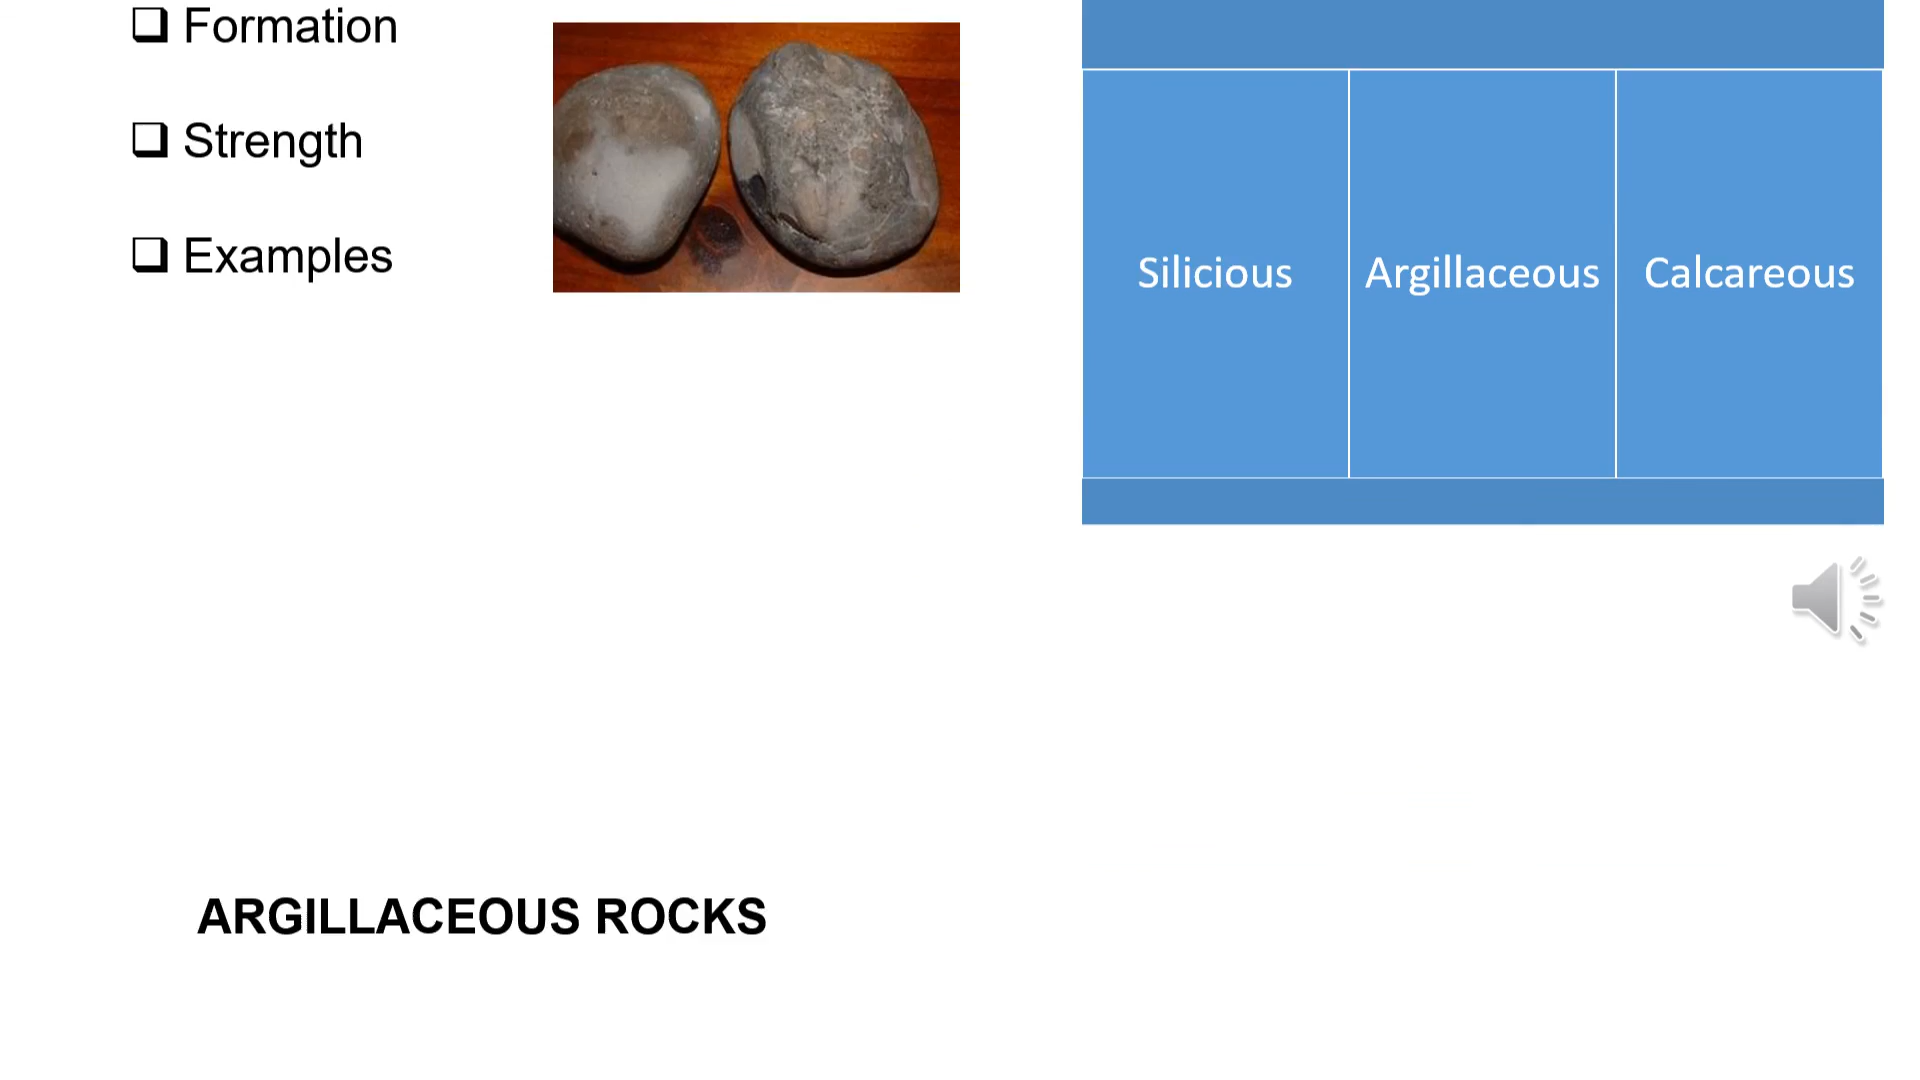 Formation
Strength
Examples
Silicious
Argillaceous
Calcareous
ARGILLACEOUS ROCKS